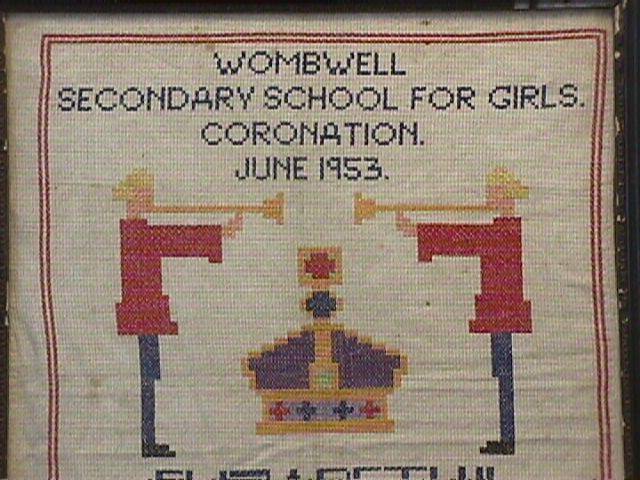 WOMBWELL
SECONDARY SCHOOL FOR GIRLS.
CORONATION.
JUNE 1953.